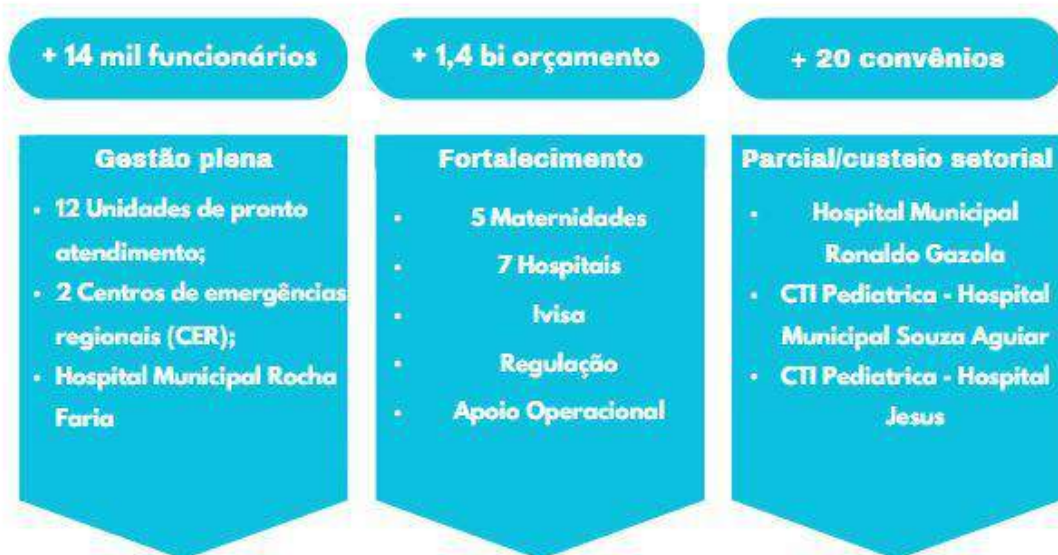 + 14 mil funcionários
+ 1,4 bi orçamento
+ 20 convênios
Gestão plena
• 12 Unidades de pronto
atendimento;
• 2 Centros de emergências
regionais (CER);
• Hospital Municipal Rocha
Faria
Fortalecimento
• 5 Maternidades
• 7 Hospitais
• Ivisa
• Regulação
• Apoio Operacional
Parcial/custeio setorial
• Hospital Municipal
Ronaldo Gazola
• CTI Pediatrica - Hospital
Municipal Souza Aguiar
• CTI Pediatrica - Hospital
Jesus